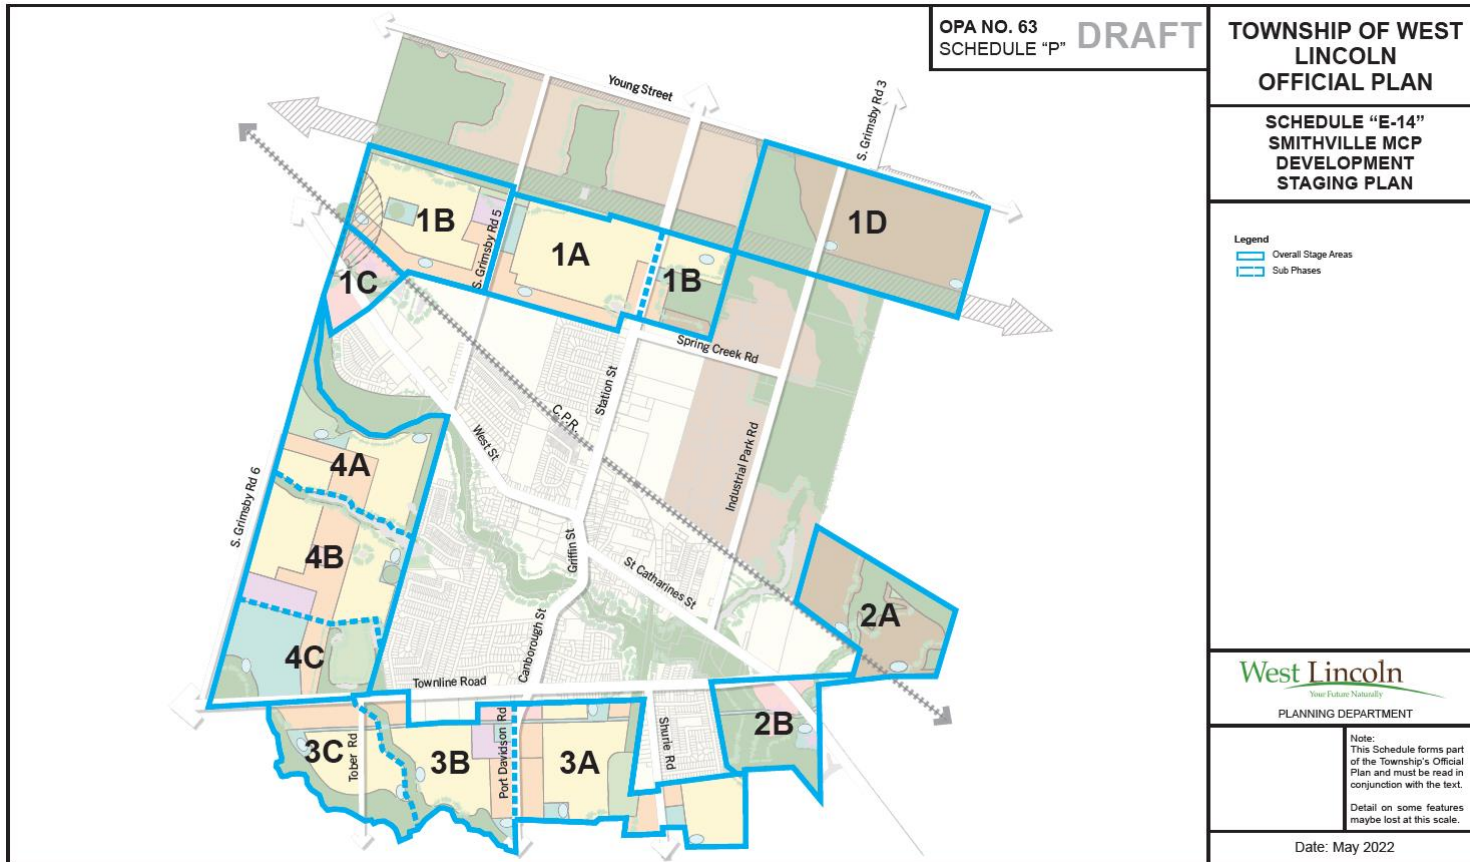 OPA NO. 63
SCHEDULE “P”
DRAFT
TOWNSHIP OF WEST
LINCOLN
OFFICIAL PLAN
SCHEDULE “E-14”
SMITHVILLE MCP
DEVELOPMENT
STAGING PLAN
Legend
Overall Stage Areas
Sub Phases
Young Street
S. Grimsby Rd 3
1D
1B
S. Grimsby Rd 5
1A
1B
1C
Spring Creek Rd
Station St
C.P.R.
West St
Industrial Park Rd
4A
S. Grimsby Rd 6
4B
Griffin St
St Catharines St
2A
4C
Canborough St
Townline Road
2B
3C
Tober Rd
3B
Port Davidson Rd
3A
Shurie Rd
West Lincoln
Your Future Naturally
PLANNING DEPARTMENT
Note:
This Schedule forms part
of the Township's Official
Plan and must be read in
conjunction with the text.
Detail on some features
maybe lost at this scale.
Date: May 2022